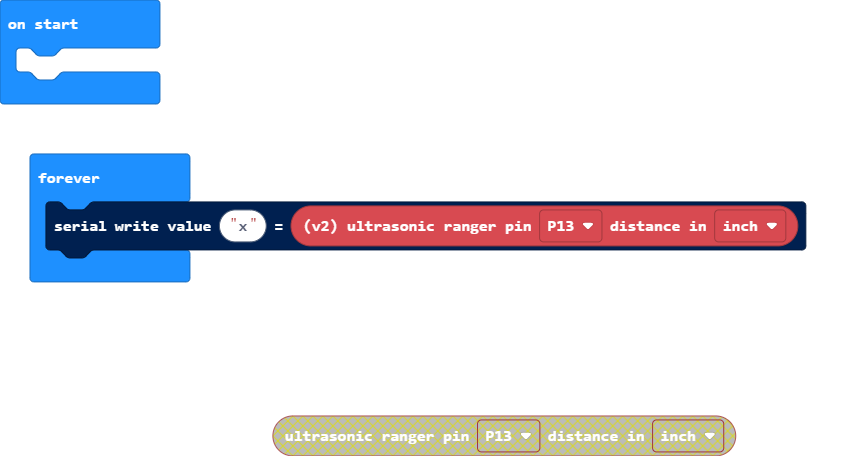 on start
forever
serial write value "x" = (v2) ultrasonic ranger pin P13 distance in inch
ultrasonic ranger pin P13 distance in inch